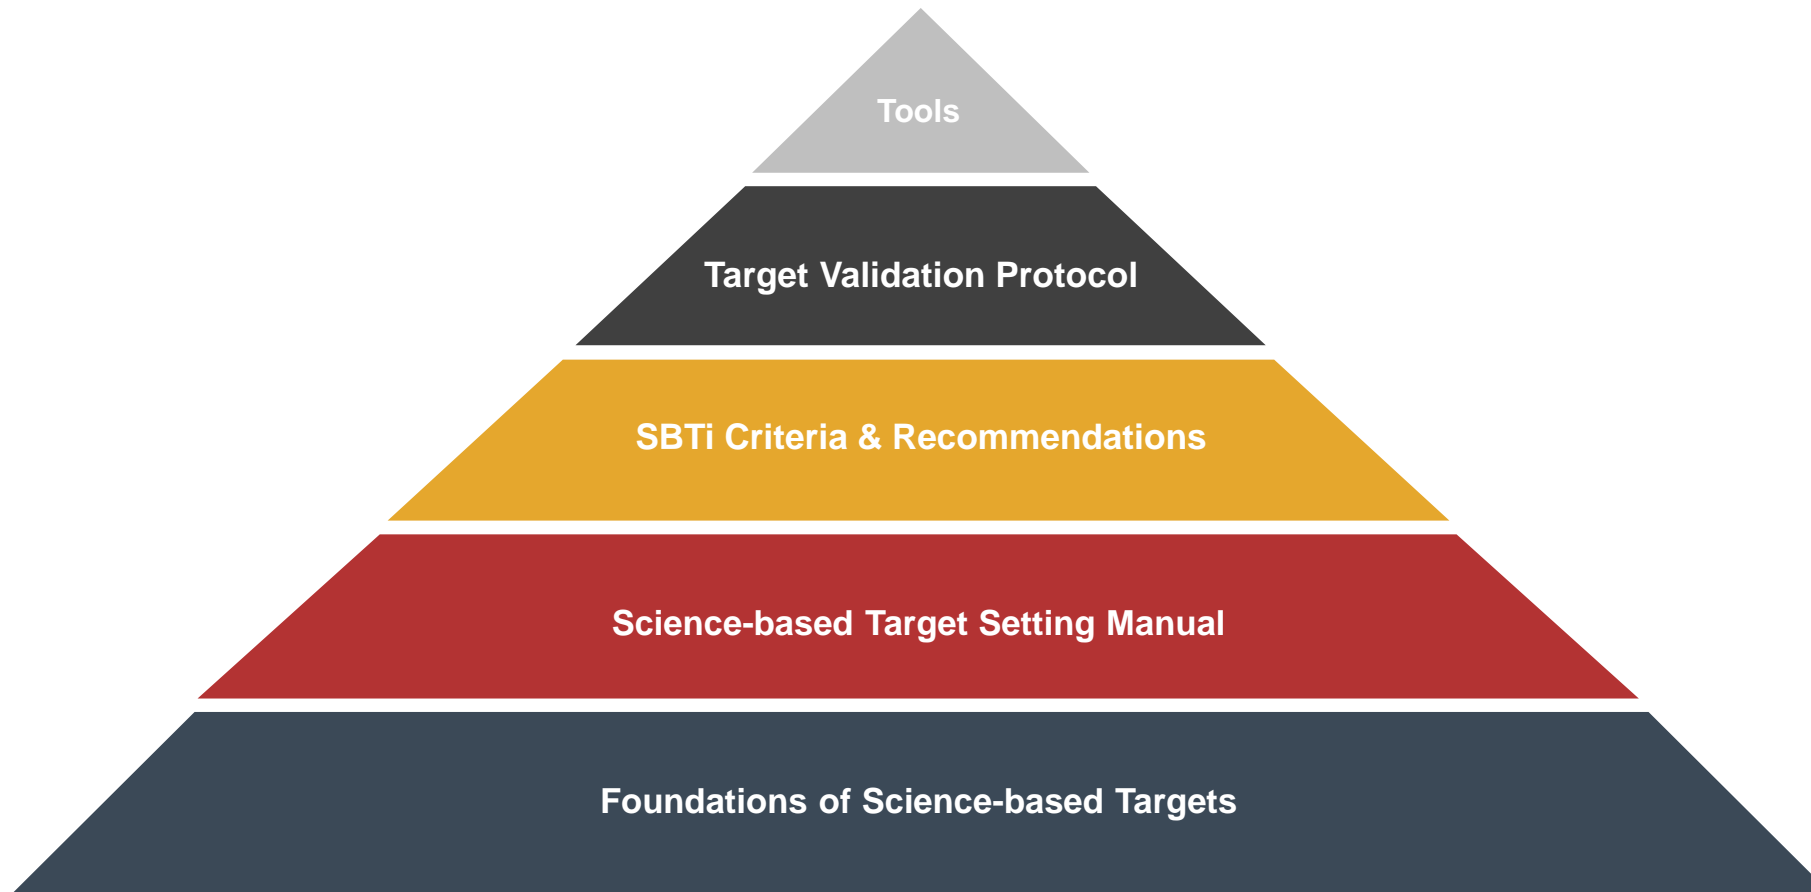 Tools
Target Validation Protocol
SBTi Criteria & Recommendations
Science-based Target Setting Manual
Foundations of Science-based Targets